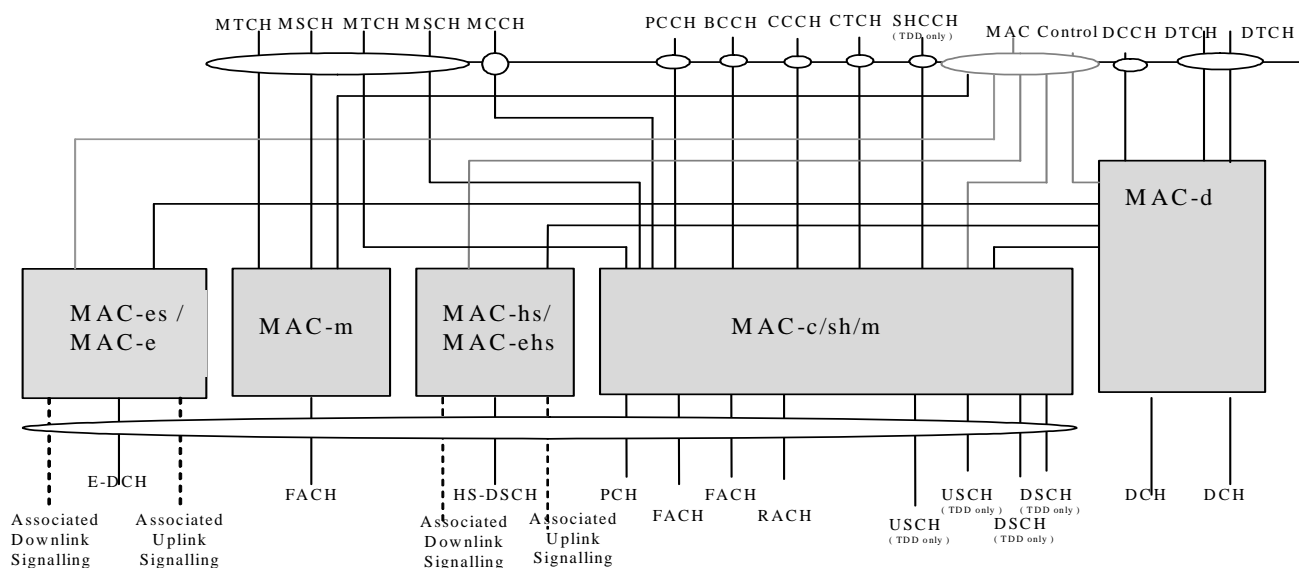 MTCH MSCH MTCH MSCH MCCH PCCH BCCH CCCH CTCH SHCCH MAC Control DCCH DTCH DTCH
( TDD only )
MAC-d
MAC-es /
MAC-e
MAC-m
MAC-hs/
MAC-ehs
MAC-c/sh/m
E-DCH FACH HS-DSCH PCH FACH USCH DSCH DCH DCH
( TDD only ) ( TDD only )
FACH RACH USCH DSCH
( TDD only ) ( TDD only )
Associated
Downlink
Signalling
Associated
Uplink
Signalling
Associated
Downlink
Signalling
Associated
Uplink
Signalling